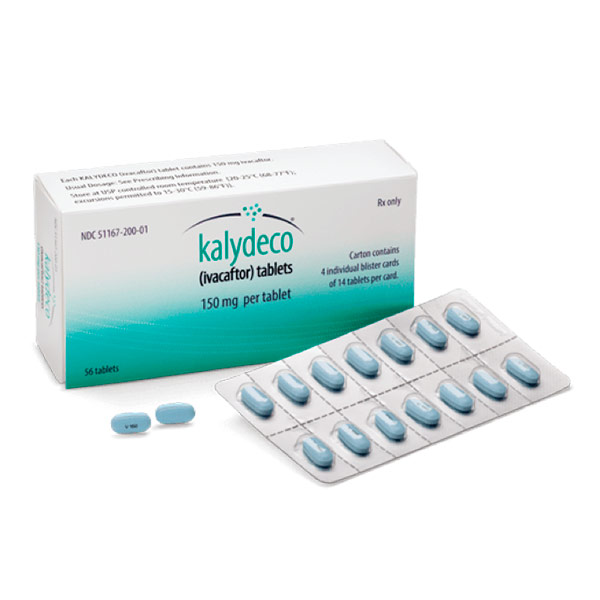 Each KALYDECO (ivacaftor) tablet contains 150 mg ivacaftor.
Usual Dosage: See Prescribing Information.
Store at USP controlled room temperature (20-25°C (68-77°F);
excursions permitted to 15-30°C (59-86°F)).
NDC 51167-200-01
Rx only
kalydeco
(ivacaftor) tablets
150 mg per tablet
Carton contains
4 individual blister cards
of 14 tablets per card.
56 tablets
kalydeco
V 150